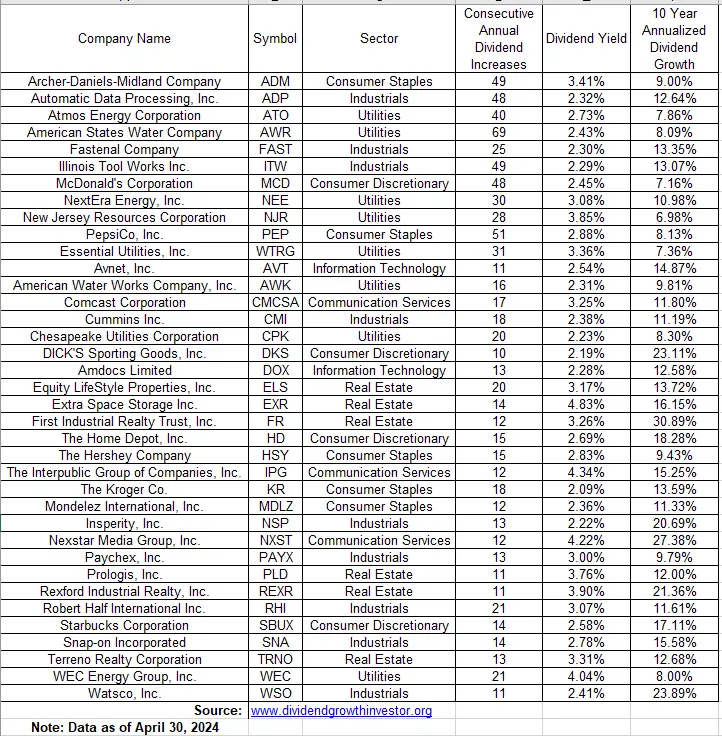 Company Name Symbol Sector Consecutive Annual Dividend Increases Dividend Yield 10 Year Annualized Dividend Growth
Archer-Daniels-Midland Company ADM Consumer Staples 49 3.41% 9.00%
Automatic Data Processing, Inc. ADP Industrials 48 2.32% 12.64%
Atmos Energy Corporation ATO Utilities 40 2.73% 7.86%
American States Water Company AWR Utilities 69 2.43% 8.09%
Fastenal Company FAST Industrials 25 2.30% 13.35%
Illinois Tool Works Inc. ITW Industrials 49 2.29% 13.07%
McDonald's Corporation MCD Consumer Discretionary 48 2.45% 7.16%
NextEra Energy, Inc. NEE Utilities 30 3.08% 10.98%
New Jersey Resources Corporation NJR Utilities 28 3.85% 6.98%
PepsiCo, Inc. PEP Consumer Staples 51 2.88% 8.13%
Essential Utilities, Inc. WTRG Utilities 31 3.36% 7.36%
Avnet, Inc. AVT Information Technology 11 2.54% 14.87%
American Water Works Company, Inc. AWK Utilities 16 2.31% 9.81%
Comcast Corporation CMCSA Communication Services 17 3.25% 11.80%
Cummins Inc. CMI Industrials 18 2.38% 11.19%
Chesapeake Utilities Corporation CPK Utilities 20 2.23% 8.30%
DICK'S Sporting Goods, Inc. DKS Consumer Discretionary 10 2.19% 23.11%
Amdocs Limited DOX Information Technology 13 2.28% 12.58%
Equity LifeStyle Properties, Inc. ELS Real Estate 20 3.17% 13.72%
Extra Space Storage Inc. EXR Real Estate 14 4.83% 16.15%
First Industrial Realty Trust, Inc. FR Real Estate 12 3.26% 30.89%
The Home Depot, Inc. HD Consumer Discretionary 15 2.69% 18.28%
The Hershey Company HSY Consumer Staples 15 2.83% 9.43%
The Interpublic Group of Companies, Inc. IPG Communication Services 12 4.34% 15.25%
The Kroger Co. KR Consumer Staples 18 2.09% 13.59%
Mondelez International, Inc. MDLZ Consumer Staples 12 2.36% 11.33%
Insperity, Inc. NSP Industrials 13 2.22% 20.69%
Nexstar Media Group, Inc. NXST Communication Services 12 4.22% 27.38%
Paychex, Inc. PAYX Industrials 13 3.00% 9.79%
Prologis, Inc. PLD Real Estate 11 3.76% 12.00%
Rexford Industrial Realty, Inc. REXR Real Estate 11 3.90% 21.36%
Robert Half International Inc. RHI Industrials 21 3.07% 11.61%
Starbucks Corporation SBUX Consumer Discretionary 14 2.58% 17.11%
Snap-on Incorporated SNA Industrials 14 2.78% 15.58%
Terreno Realty Corporation TRNO Real Estate 13 3.31% 12.68%
WEC Energy Group, Inc. WEC Utilities 21 4.04% 8.00%
Watsco, Inc. WSO Industrials 11 2.41% 23.89%
Source: www.dividendgrowthinvestor.org
Note: Data as of April 30, 2024